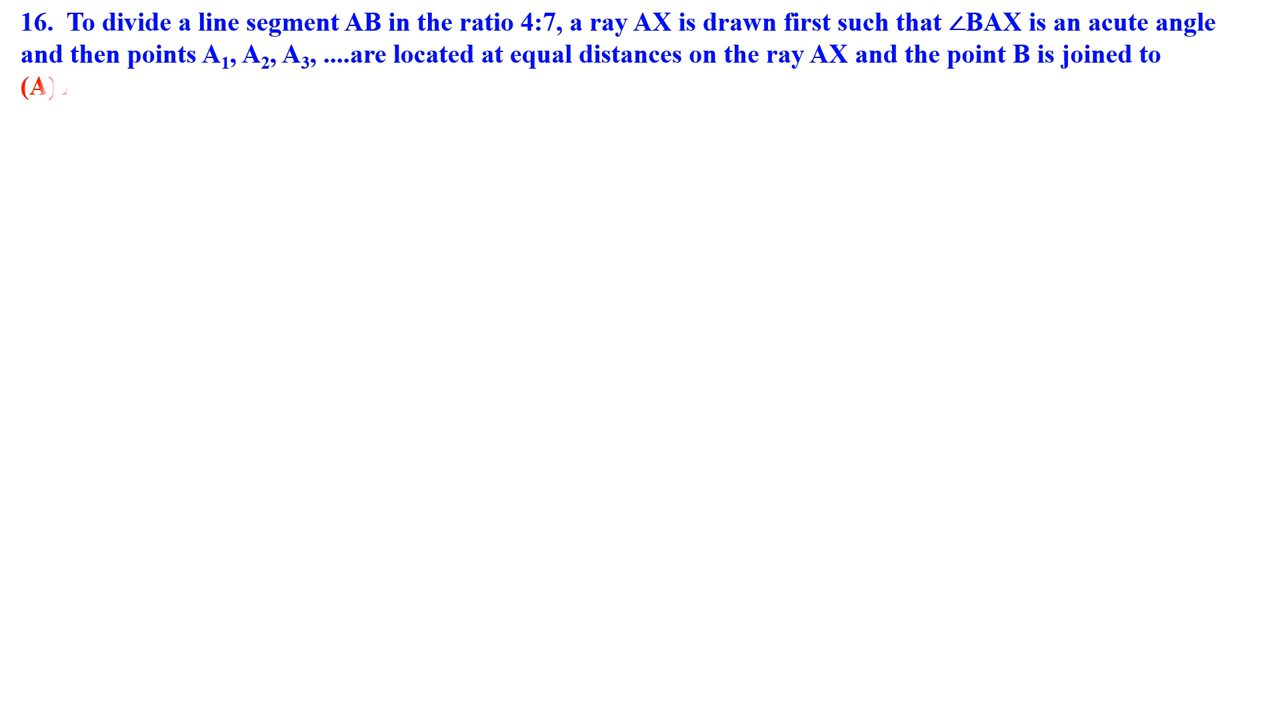 16. To divide a line segment AB in the ratio 4:7, a ray AX is drawn first such that ∠BAX is an acute angle
and then points A₁, A₂, A₃, ....are located at equal distances on the ray AX and the point B is joined to
(A)